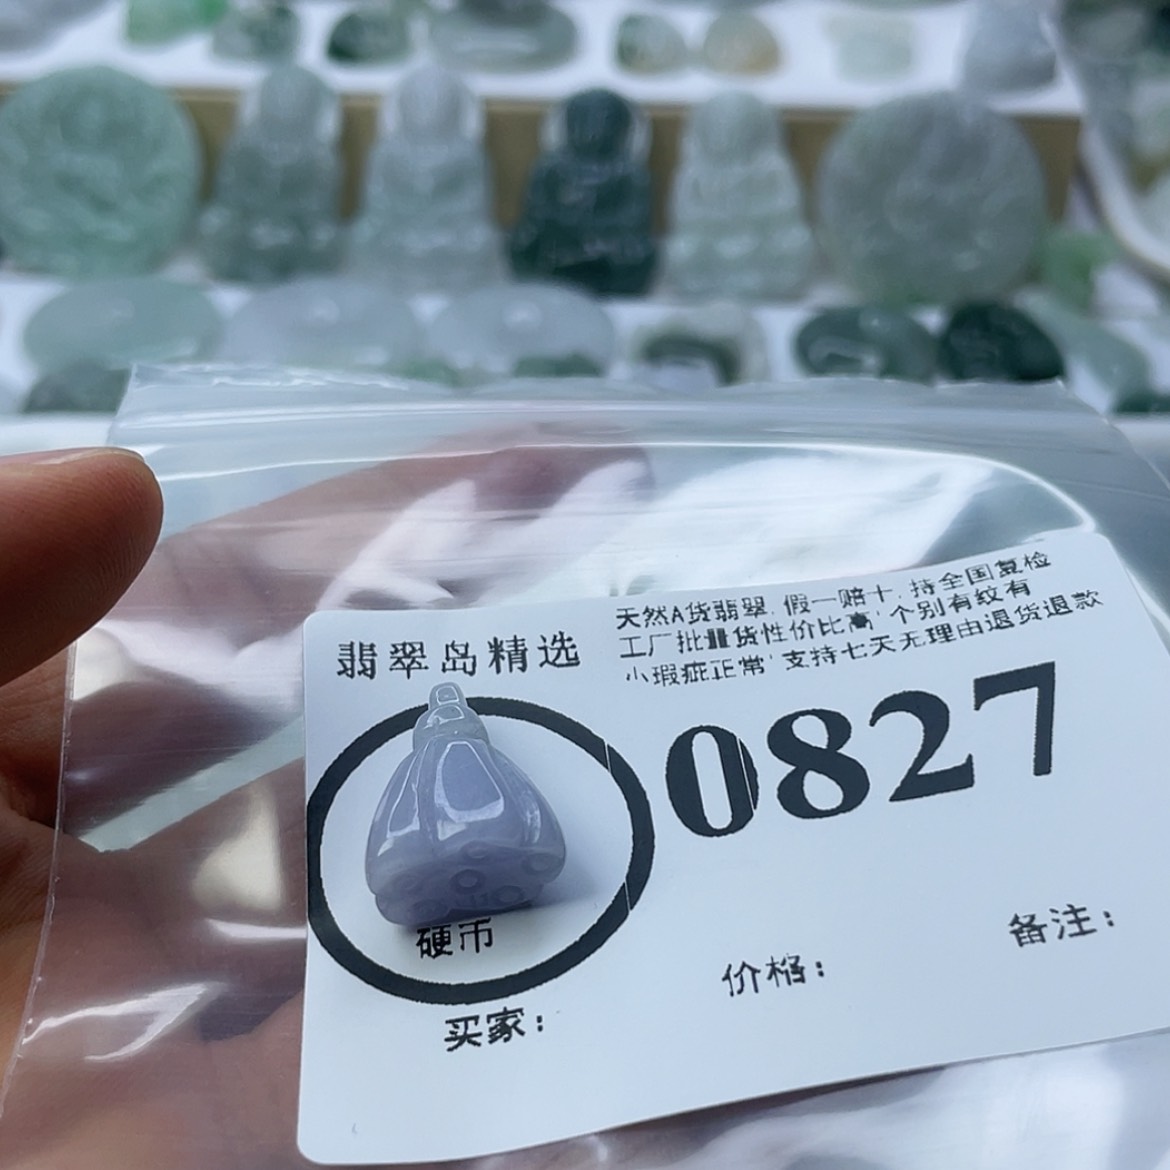 翡翠岛精选
天然A货翡翠.假一赔十.持全国复检
工厂批量货性价比高'个别有纹有
小瑕疵正常'支持七天无理由退货退款
0827
硬币
备注：
价格：
买家：